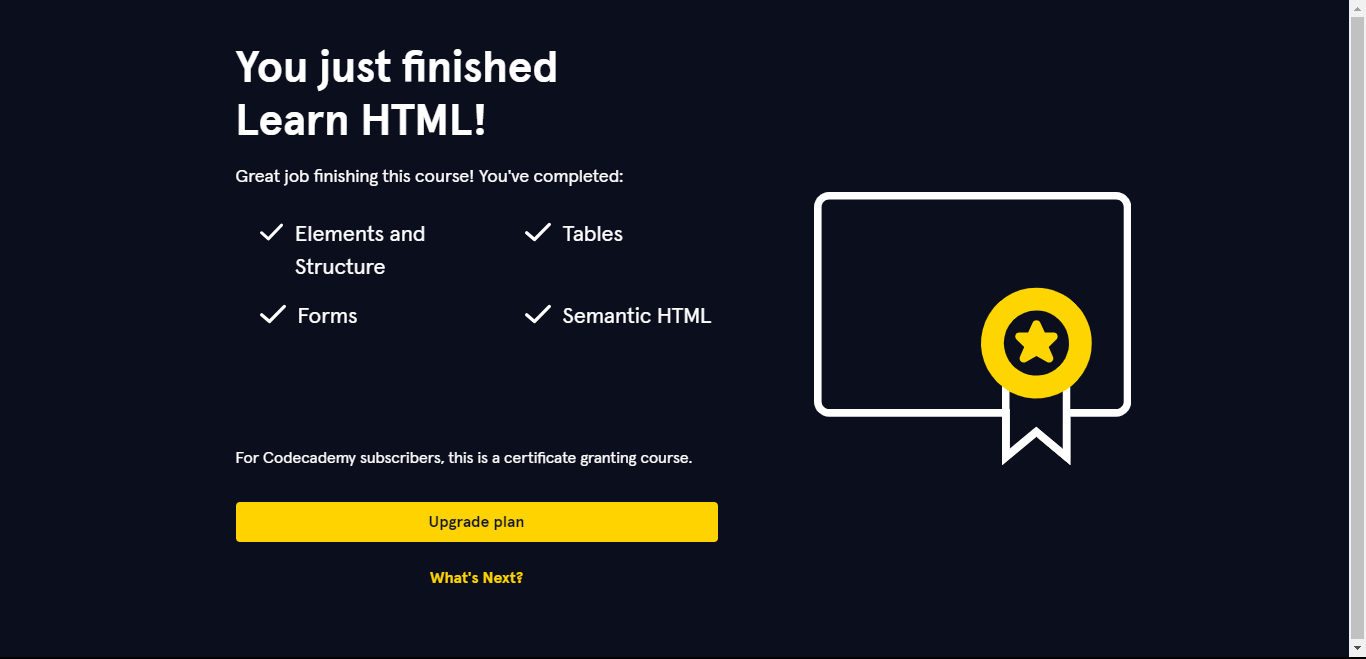 You just finished
Learn HTML!
Great job finishing this course! You've completed:
Elements and
Structure
Tables
Forms
Semantic HTML
For Codecademy subscribers, this is a certificate granting course.
Upgrade plan
What's Next?